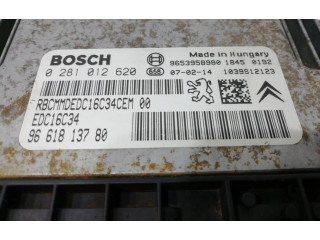 BOSCH
Made in Hungary
9653958980 1845 0192
0 281 012 620
658 07-02-14 1039S12123
RBCMMDEDC16C34CEM 00
EDC16C34
96 618 137 80